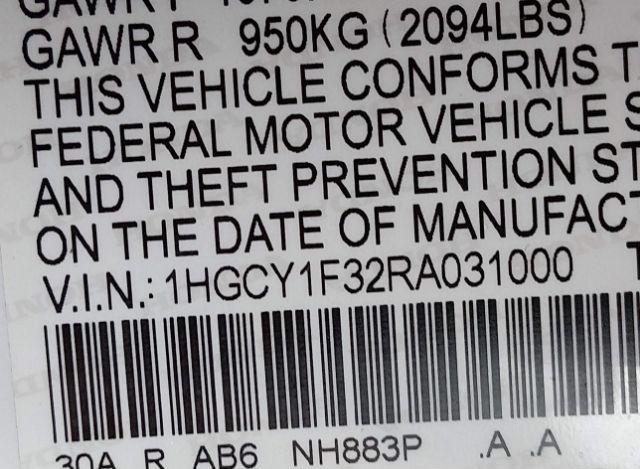 GAWR R 950KG (2094LBS)
THIS VEHICLE CONFORMS T
FEDERAL MOTOR VEHICLE S
AND THEFT PREVENTION ST
ON THE DATE OF MANUFAC
V.I.N.: 1HGCY1F32RA031000 T
30A R AB6 NH883P .A .A